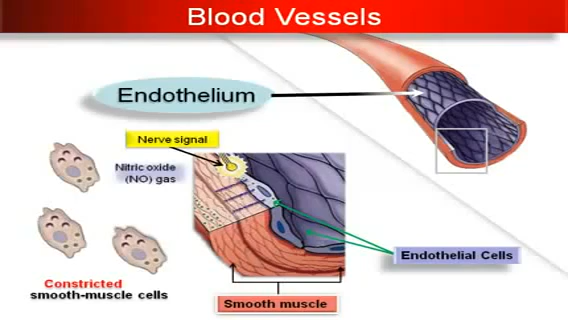 Blood Vessels
Endothelium
Nerve signal
Nitric oxide
(NO) gas
Endothelial Cells
Constricted
smooth-muscle cells
Smooth muscle